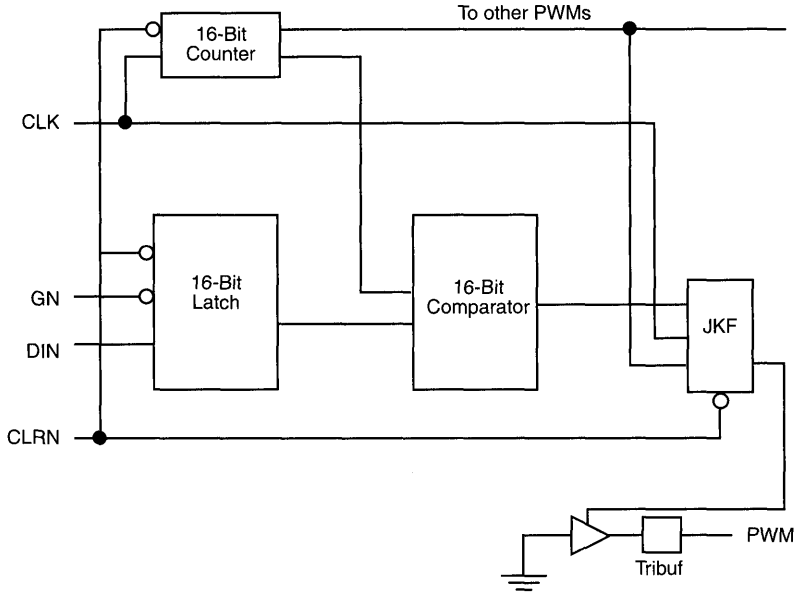 To other PWMs
16-Bit
Counter
CLK
16-Bit
Latch
16-Bit
Comparator
GN
JKF
DIN
CLRN
PWM
Tribuf